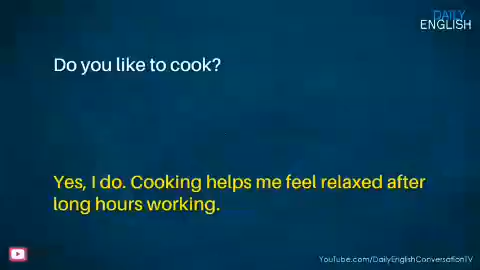 DAILY
ENGLISH
Do you like to cook?
Yes, I do. Cooking helps me feel relaxed after
long hours working.
YouTube.com/DailyEnglishConversationTV